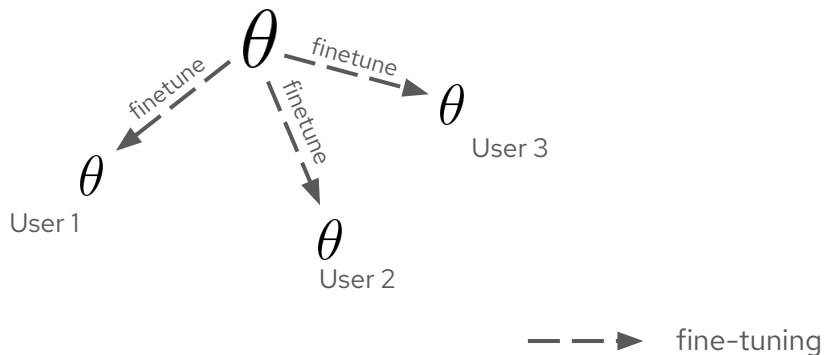 θ
finetune
finetune
finetune
θ
User 1
θ
User 2
θ
User 3
fine-tuning